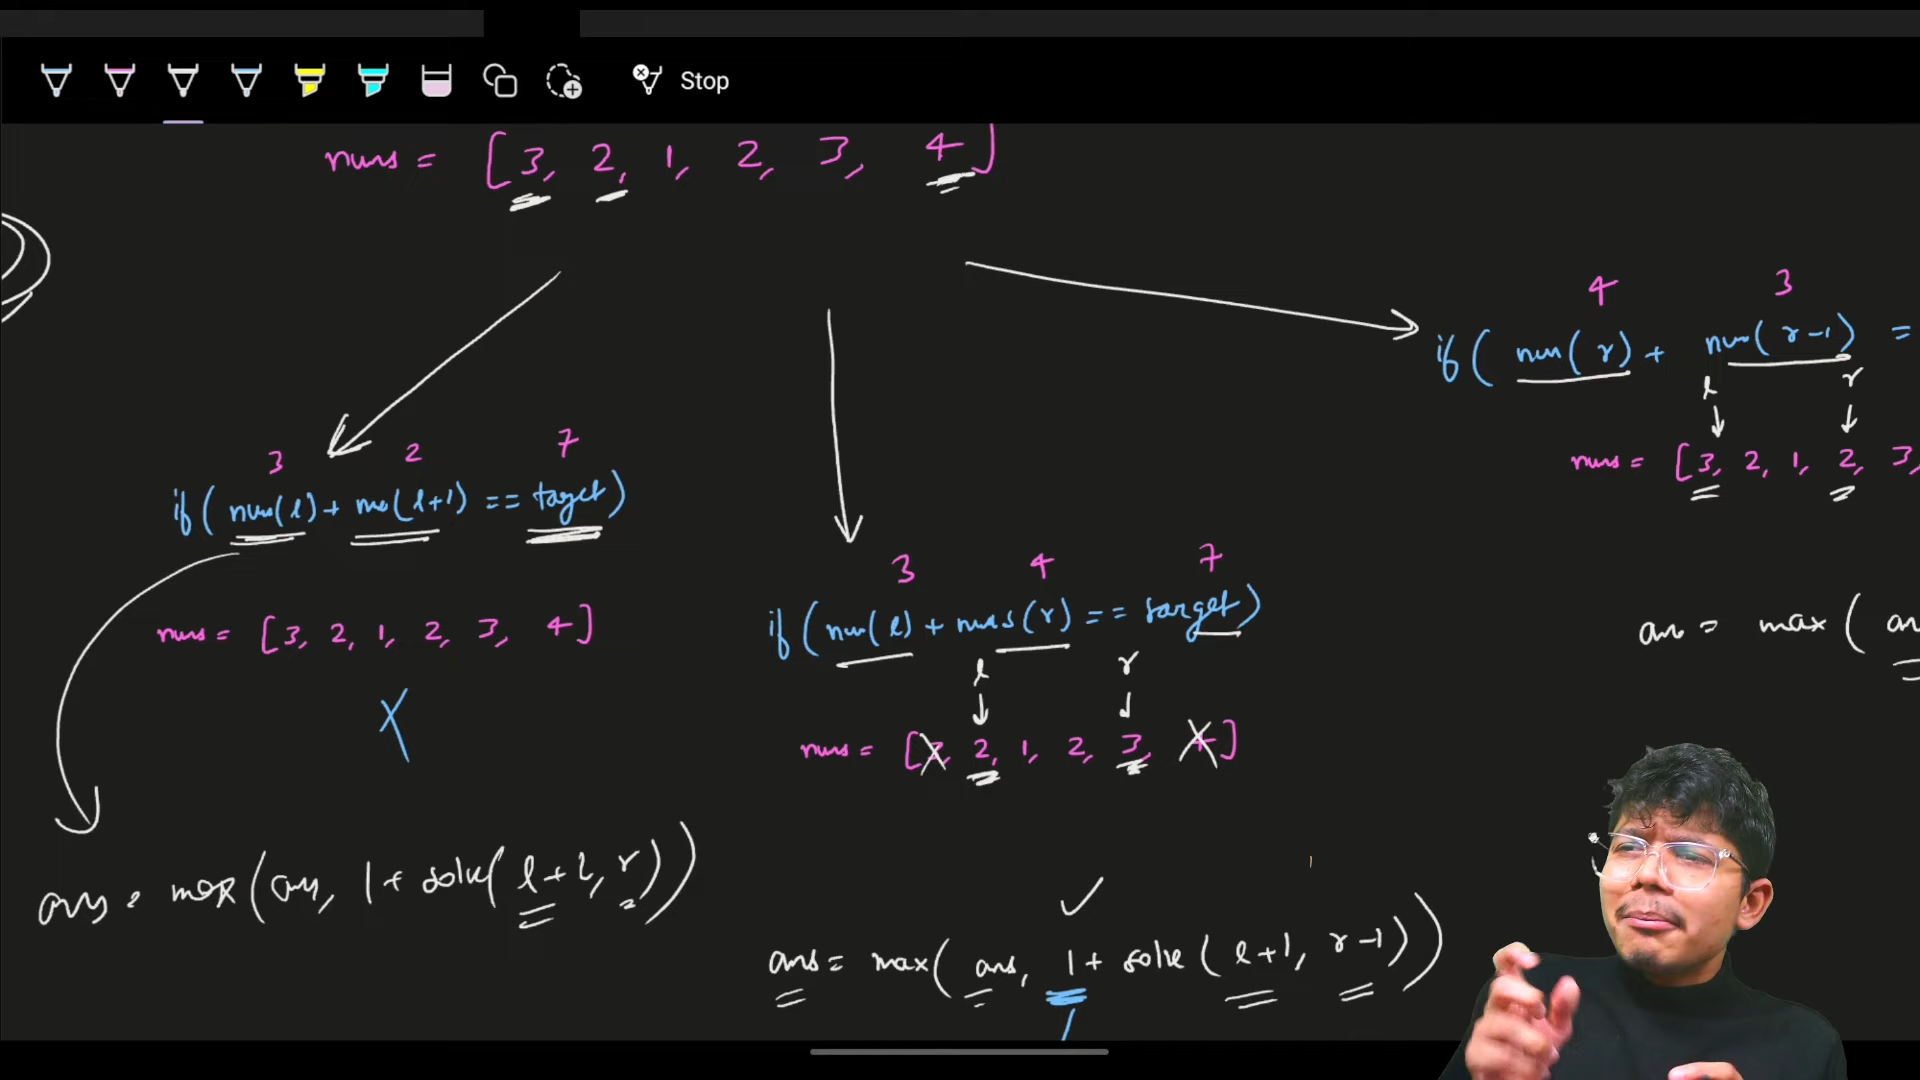 Stop
nums = [3, 2, 1, 2, 3, 4]
4 3
if( num(r) + num(r-1) =
l r
nums = [3, 2, 1, 2, 3,
ans = max( an
3 2 7
if( num(l) + nu(l+1) == target)
nums = [3, 2, 1, 2, 3, 4]
X
ans = max(ans, 1+ solve( l+2, r))
3 4 7
if( num(l) + nums(r) == target)
l r
nums = [3, 2, 1, 2, 3, 4]
ans = max( ans, 1+ solve ( l+1, r-1))